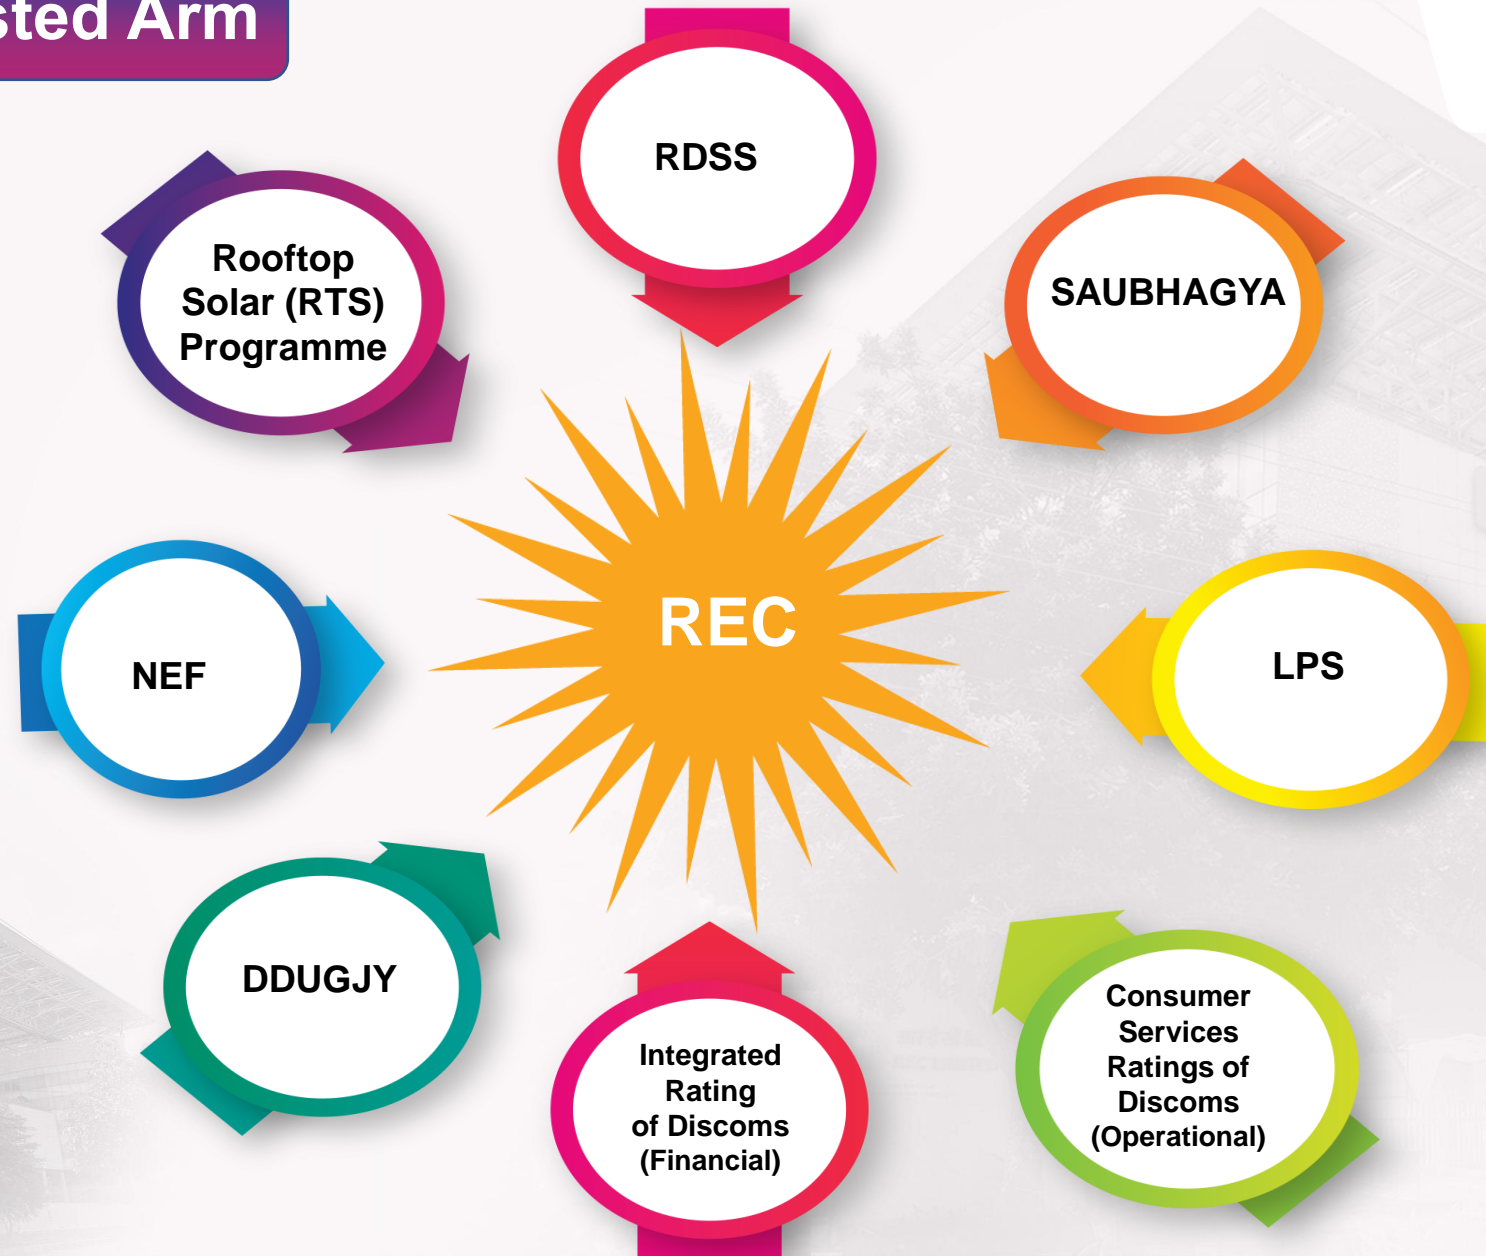 Arm
RDSS
Rooftop
Solar (RTS)
Programme
SAUBHAGYA
REC
NEF
LPS
DDUGJY
Integrated
Rating
of Discoms
(Financial)
Consumer
Services
Ratings of
Discoms
(Operational)